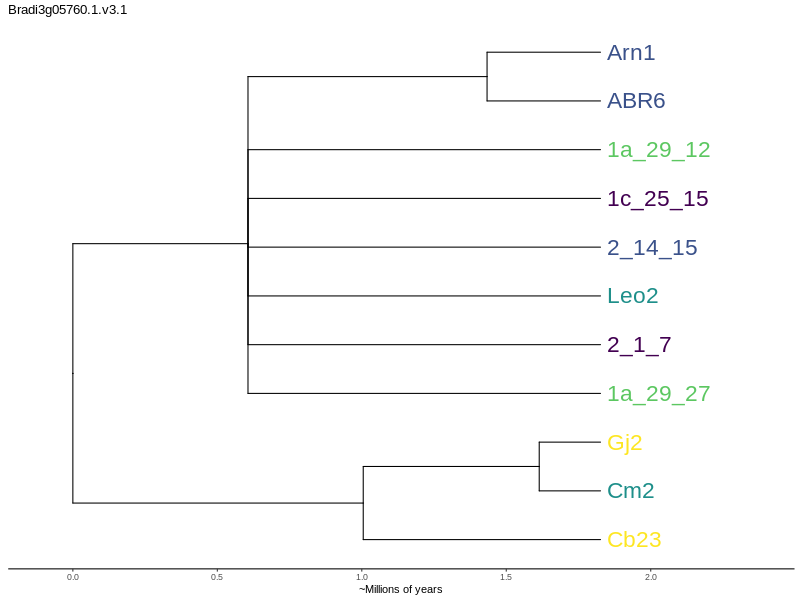 Bradi3g05760.1.v3.1
Arn1
ABR6
1a_29_12
1c_25_15
2_14_15
Leo2
2_1_7
1a_29_27
Gj2
Cm2
Cb23
0.0 0.5 1.0 1.5 2.0
~Millions of years